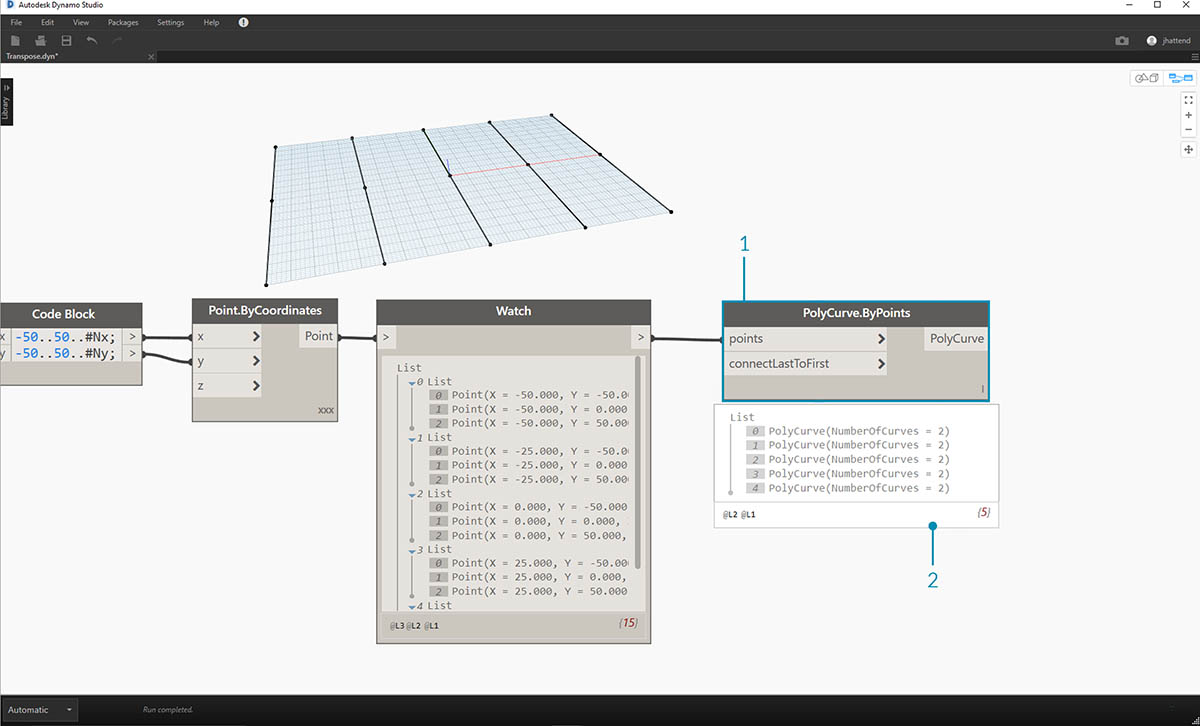 Autodesk Dynamo Studio
File Edit View Packages Settings Help
jhattend
Transpose.dyn*
Library
1
Code Block
x -50..50..#Nx; >
y -50..50..#Ny; >
Point.ByCoordinates
x > Point
y >
z >
xxx
Watch
> >
List
0 List
0 Point(X = -50.000, Y = -50.0
1 Point(X = -50.000, Y = 0.000
2 Point(X = -50.000, Y = 50.00
1 List
0 Point(X = -25.000, Y = -50.0
1 Point(X = -25.000, Y = 0.000
2 Point(X = -25.000, Y = 50.00
2 List
0 Point(X = 0.000, Y = -50.000
1 Point(X = 0.000, Y = 0.000,
2 Point(X = 0.000, Y = 50.000,
3 List
0 Point(X = 25.000, Y = -50.00
1 Point(X = 25.000, Y = 0.000,
2 Point(X = 25.000, Y = 50.000
4 List
@L3 @L2 @L1 {15}
PolyCurve.ByPoints
points > PolyCurve
connectLastToFirst >
l
List
0 PolyCurve(NumberOfCurves = 2)
1 PolyCurve(NumberOfCurves = 2)
2 PolyCurve(NumberOfCurves = 2)
3 PolyCurve(NumberOfCurves = 2)
4 PolyCurve(NumberOfCurves = 2)
@L2 @L1 {5}
2
Automatic
Run completed.